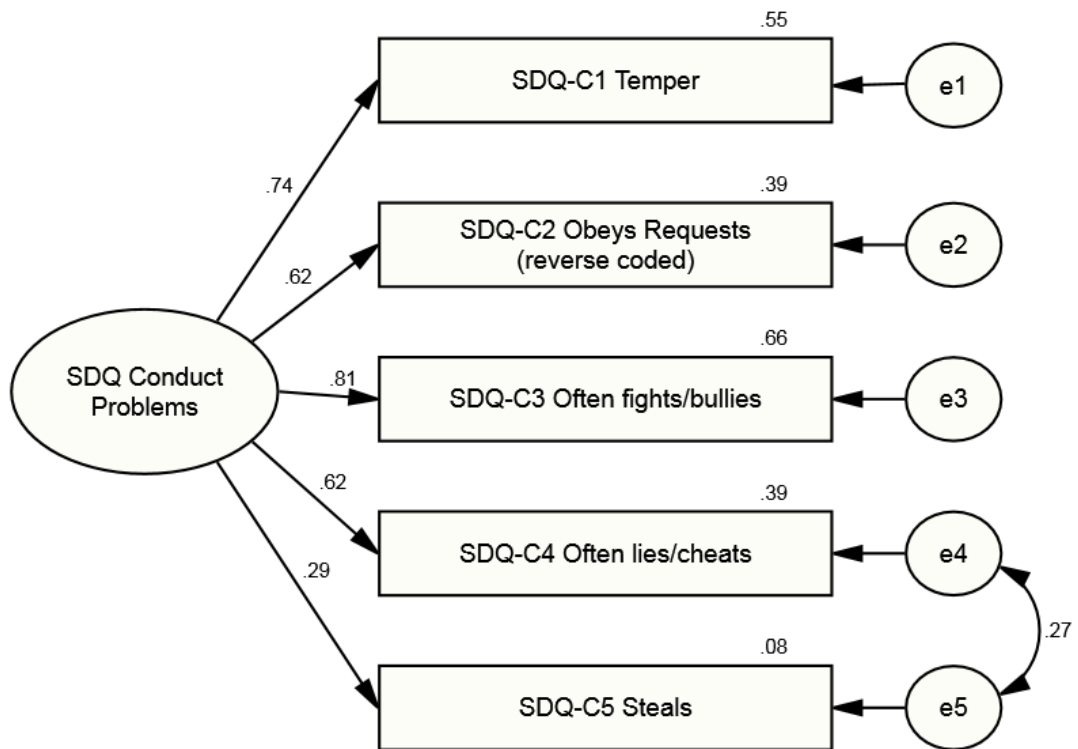 .55
SDQ-C1 Temper
e1
.74
.39
SDQ-C2 Obeys Requests
(reverse coded)
e2
.62
.66
SDQ Conduct
Problems
.81
SDQ-C3 Often fights/bullies
e3
.62
.39
SDQ-C4 Often lies/cheats
e4
.29
.27
.08
SDQ-C5 Steals
e5